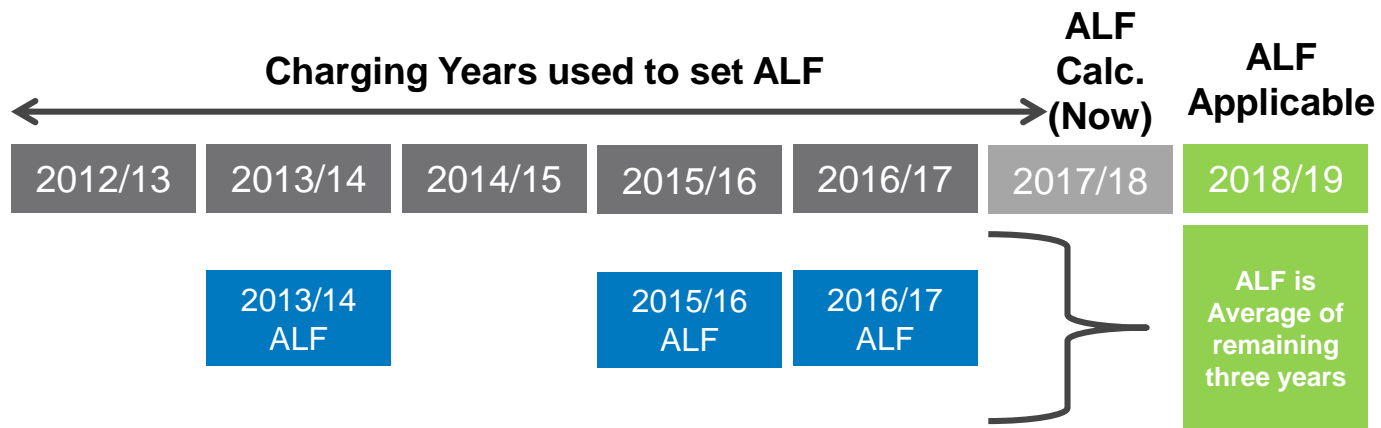 Charging Years used to set ALF
ALF
Calc.
(Now)
ALF
Applicable
2012/13
2013/14
2014/15
2015/16
2016/17
2017/18
2018/19
2013/14
ALF
2015/16
ALF
2016/17
ALF
ALF is
Average of
remaining
three years